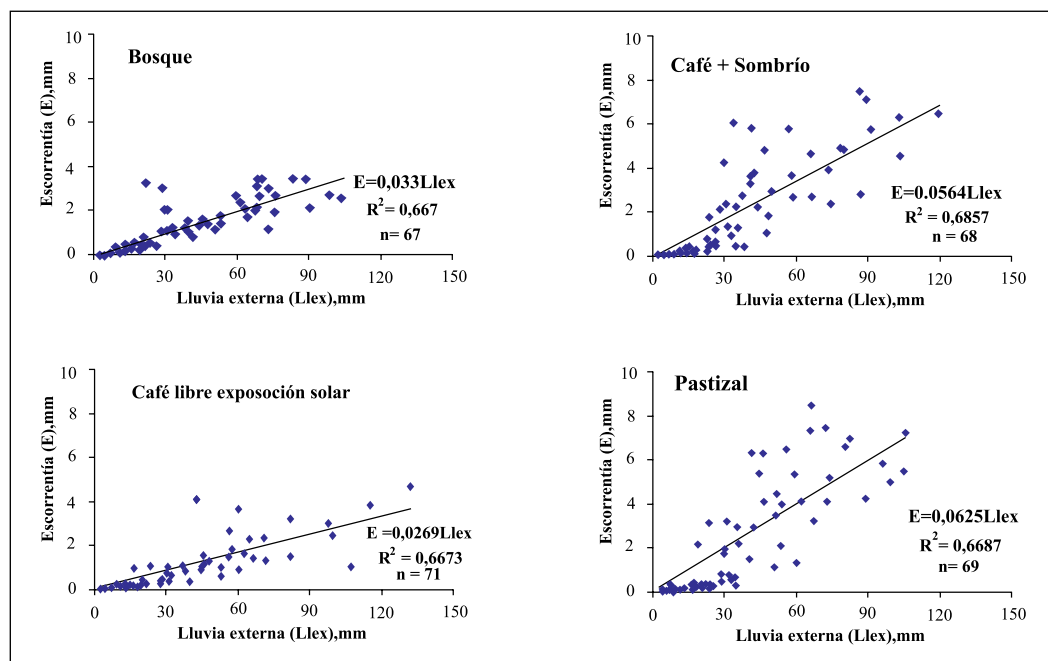 Bosque
Escorrentía (E),mm
10
8
6
4
2
0
E=0,033Llex
R2 = 0,667
n= 67
0 30 60 90 120 150
Lluvia externa (Llex),mm
Café + Sombrío
Escorrentía (E),mm
10
8
6
4
2
0
E=0.0564Llex
R2 = 0,6857
n = 68
0 30 60 90 120 150
Lluvia externa (Llex),mm
Café libre exposoción solar
Escorrentía (E),mm
10
8
6
4
2
0
E =0,0269Llex
R2 = 0,6673
n = 71
0 30 60 90 120 150
Lluvia externa (Llex),mm
Pastizal
Escorrentía (E),mm
10
8
6
4
2
0
E=0,0625Llex
R2 = 0,6687
n= 69
0 30 60 90 120 150
Lluvia externa (Llex),mm